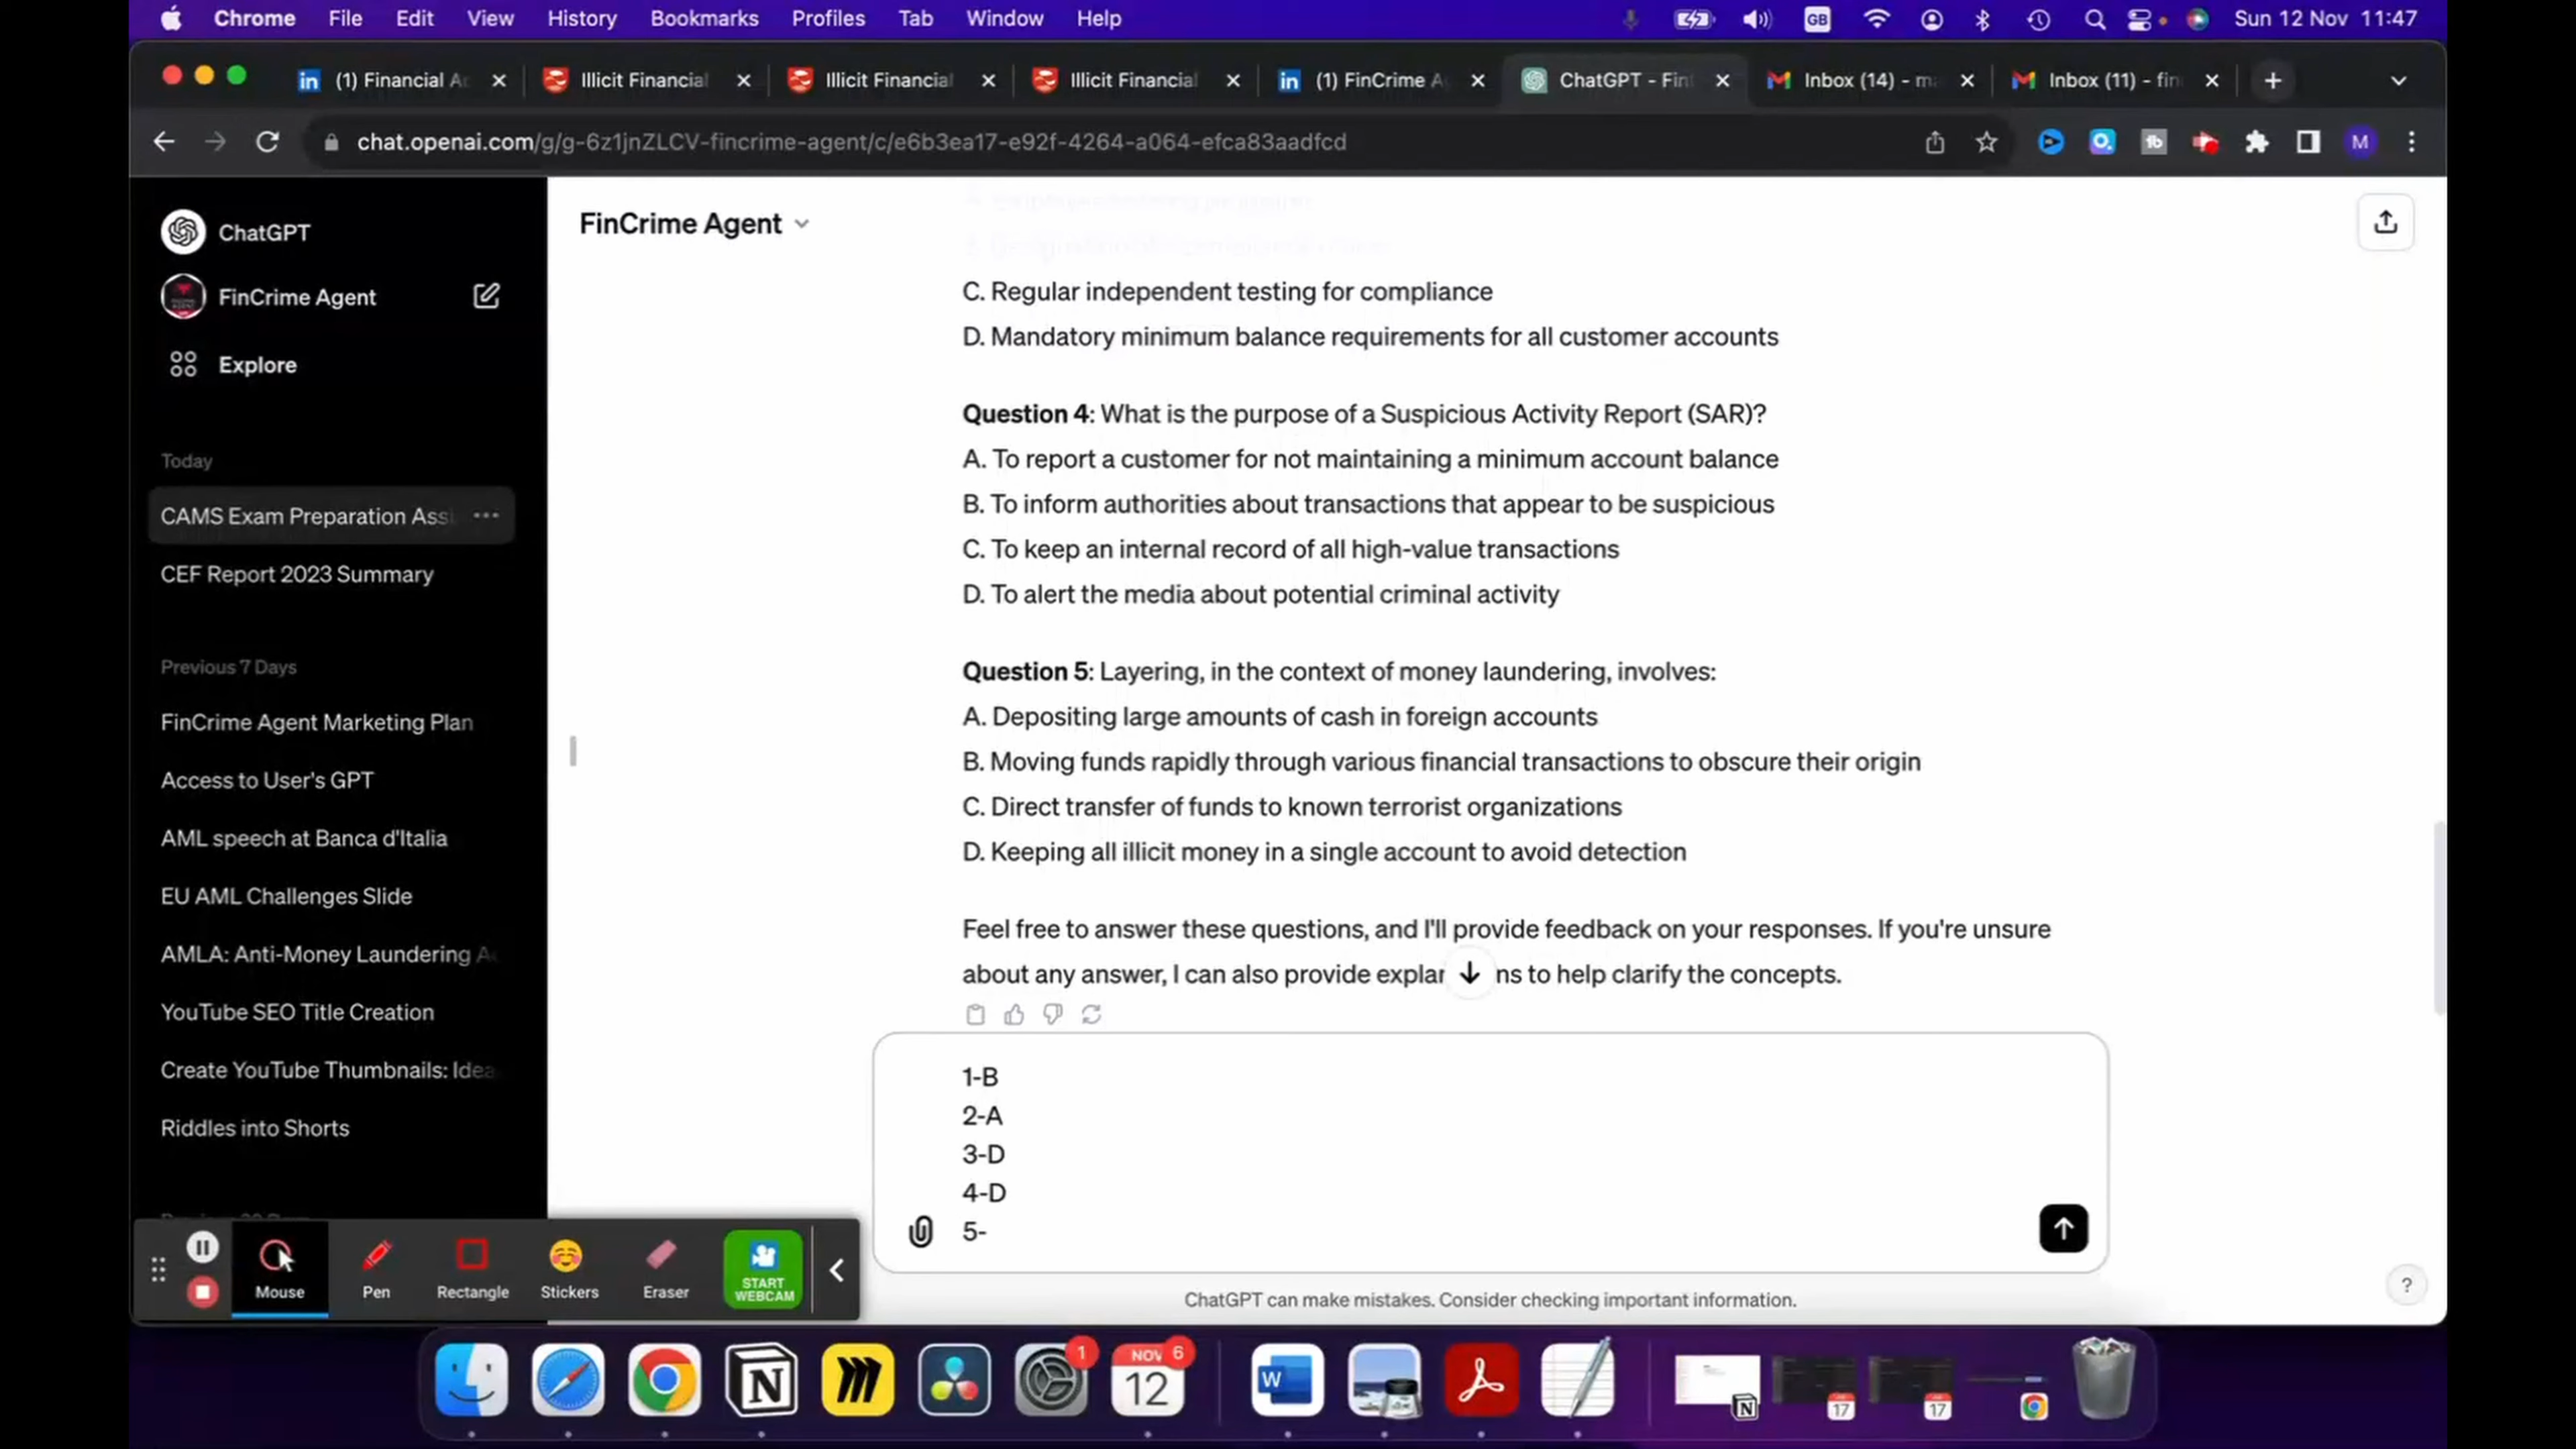 Chrome File Edit View History Bookmarks Profiles Tab Window Help GB Sun 12 Nov 11:47
in (1) Financial Ac Illicit Financial Illicit Financial Illicit Financial in (1) FinCrime A ChatGPT - Fin Inbox (14) - ma Inbox (11) - fin
chat.openai.com/g/g-6z1jnZLCV-fincrime-agent/c/e6b3ea17-e92f-4264-a064-efca83aadfcd tb M
ChatGPT
FinCrime Agent
Explore
Today
CAMS Exam Preparation Assi
CEF Report 2023 Summary
Previous 7 Days
FinCrime Agent Marketing Plan
Access to User's GPT
AML speech at Banca d'Italia
EU AML Challenges Slide
AMLA: Anti-Money Laundering A
YouTube SEO Title Creation
Create YouTube Thumbnails: Idea
Riddles into Shorts
FinCrime Agent
C. Regular independent testing for compliance
D. Mandatory minimum balance requirements for all customer accounts
Question 4: What is the purpose of a Suspicious Activity Report (SAR)?
A. To report a customer for not maintaining a minimum account balance
B. To inform authorities about transactions that appear to be suspicious
C. To keep an internal record of all high-value transactions
D. To alert the media about potential criminal activity
Question 5: Layering, in the context of money laundering, involves:
A. Depositing large amounts of cash in foreign accounts
B. Moving funds rapidly through various financial transactions to obscure their origin
C. Direct transfer of funds to known terrorist organizations
D. Keeping all illicit money in a single account to avoid detection
Feel free to answer these questions, and I'll provide feedback on your responses. If you're unsure
about any answer, I can also provide explar ns to help clarify the concepts.
1-B
2-A
3-D
4-D
5-
ChatGPT can make mistakes. Consider checking important information.
?
Mouse Pen Rectangle Stickers Eraser START WEBCAM
1 NOV 6
12 W 17 17